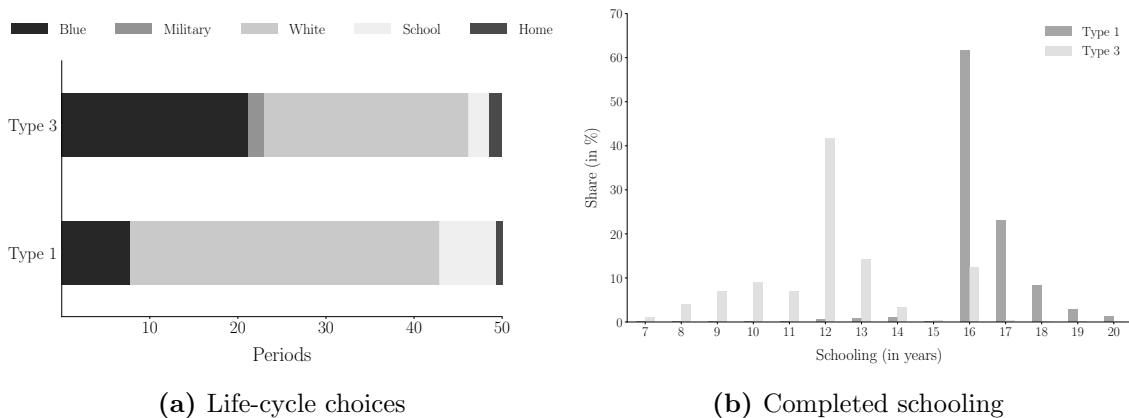 Blue Military White School Home
Type 3
Type 1
10 20 30 40 50
Periods
(a) Life-cycle choices
70
60
50
40
30
20
10
0
Share (in %)
Type 1
Type 3
7 8 9 10 11 12 13 14 15 16 17 18 19 20
Schooling (in years)
(b) Completed schooling